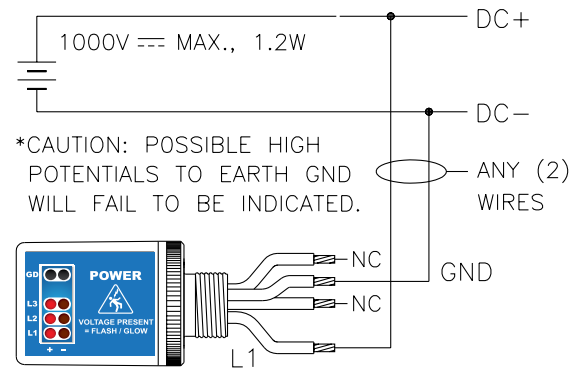 DC+
1000V ⎓ MAX., 1.2W
DC−
*CAUTION: POSSIBLE HIGH
POTENTIALS TO EARTH GND
WILL FAIL TO BE INDICATED.
ANY (2)
WIRES
NC
GND
NC
L1
GD
POWER
L3
L2
L1
VOLTAGE PRESENT
= FLASH / GLOW
+ −